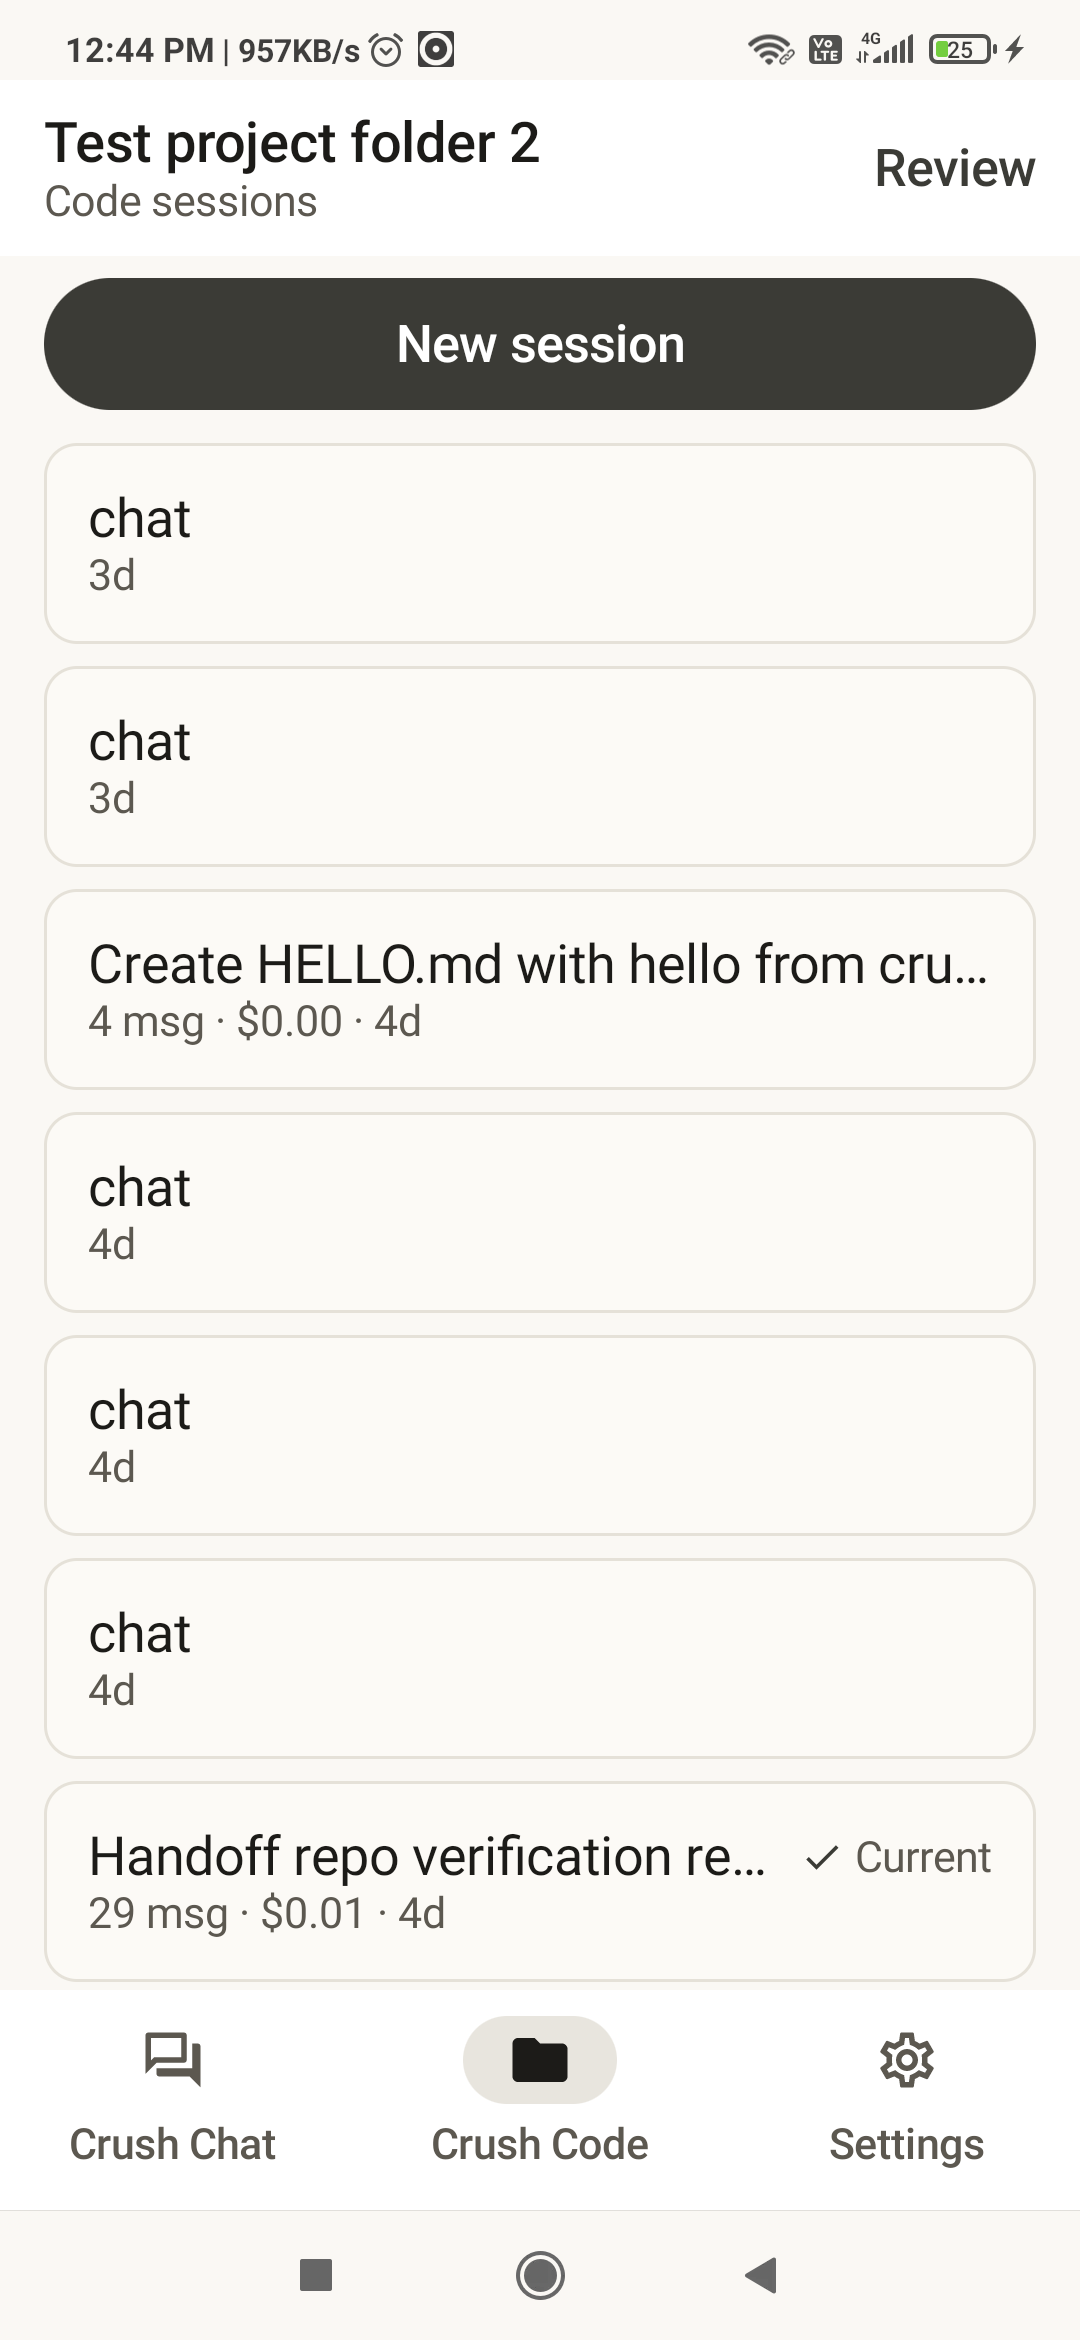 12:44 PM | 957KB/s
Vo LTE 4G 25
Test project folder 2
Code sessions
Review
New session
chat
3d
chat
3d
Create HELLO.md with hello from cru...
4 msg · $0.00 · 4d
chat
4d
chat
4d
chat
4d
Handoff repo verification re...
Current
29 msg · $0.01 · 4d
Crush Chat
Crush Code
Settings